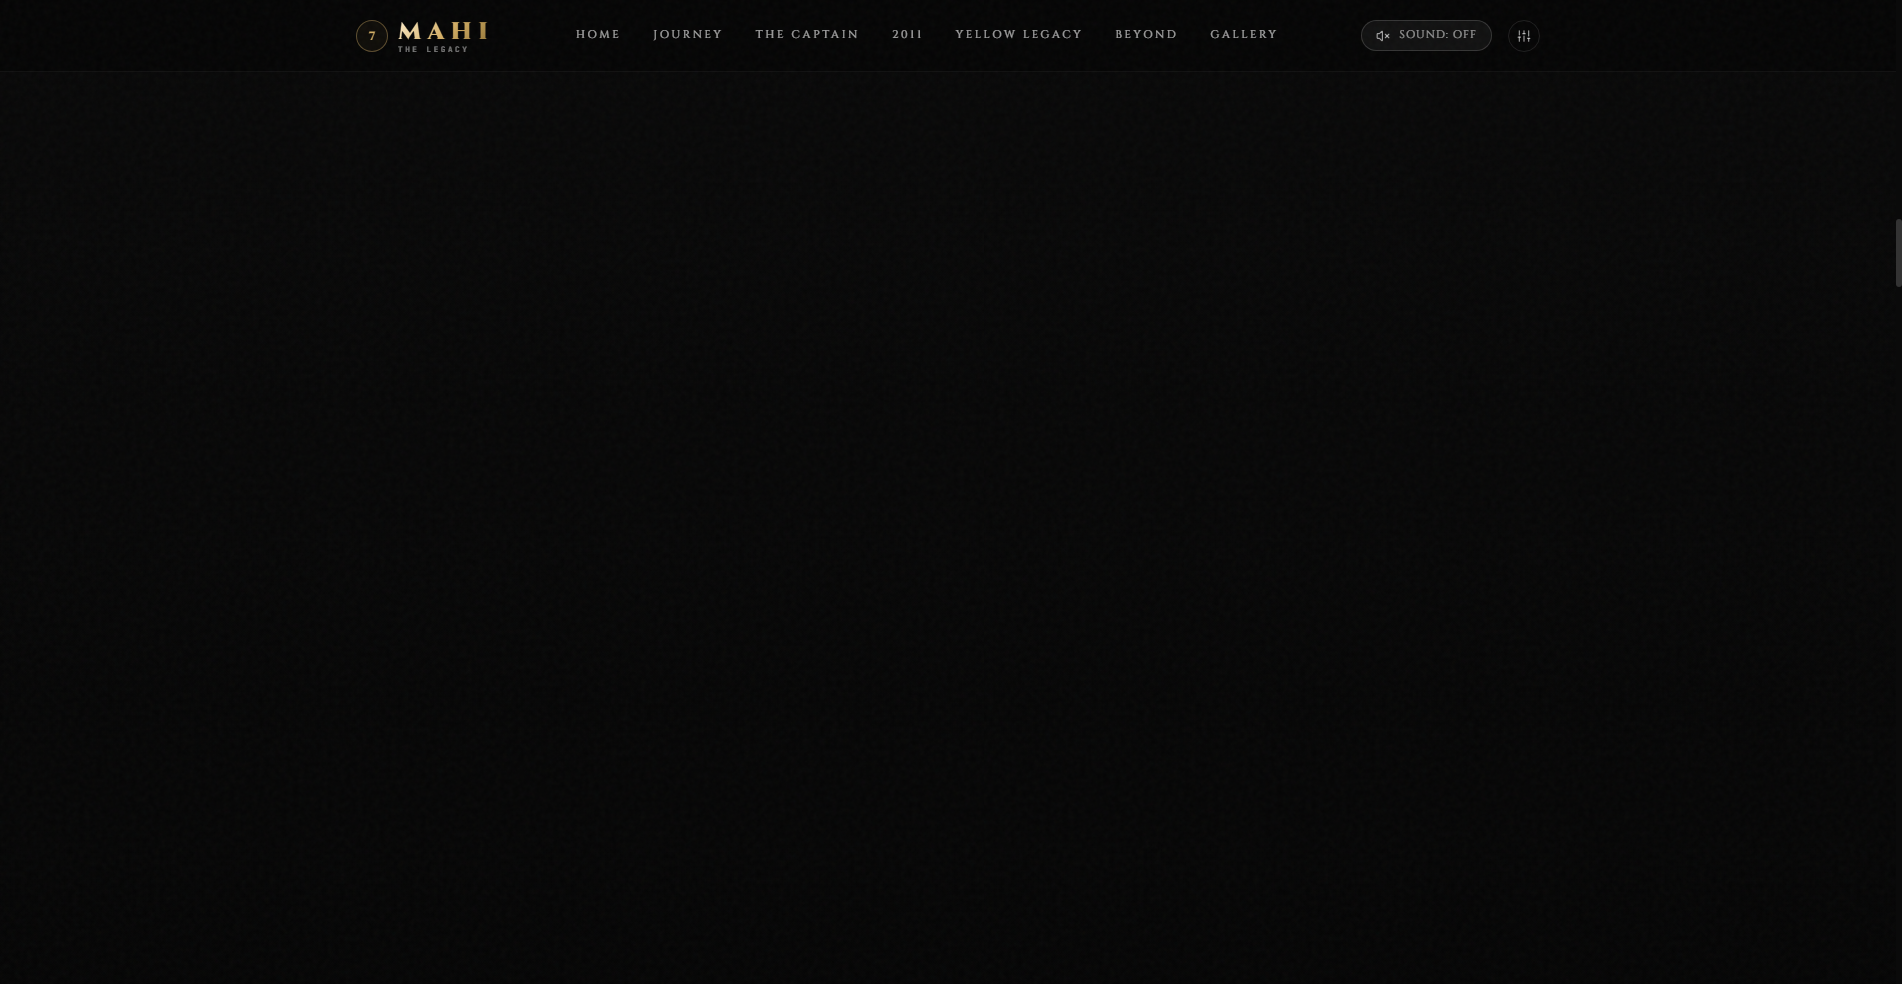 7 MAHI
THE LEGACY
HOME JOURNEY THE CAPTAIN 2011 YELLOW LEGACY BEYOND GALLERY
SOUND: OFF